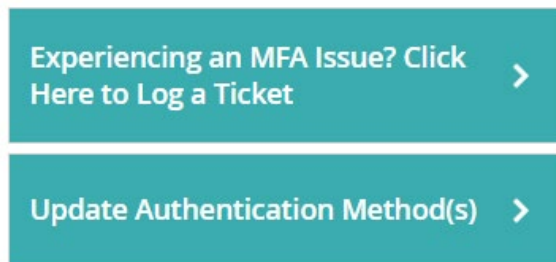 Experiencing an MFA Issue? Click
Here to Log a Ticket
Update Authentication Method(s)